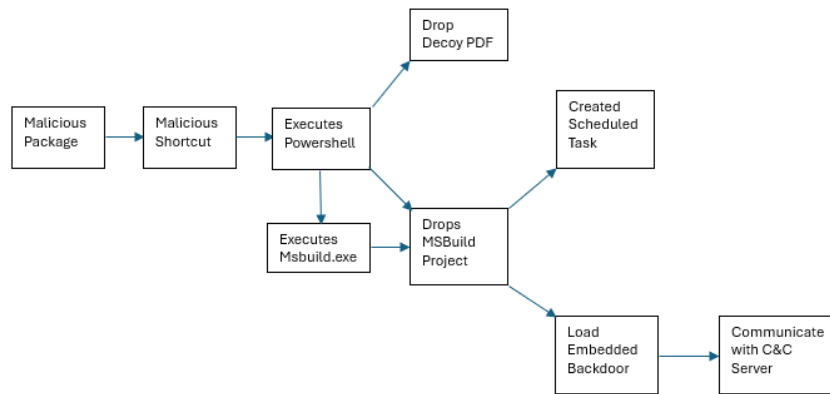 Drop
Decoy PDF
Malicious
Package
Malicious
Shortcut
Executes
Powershell
Created
Scheduled
Task
Executes
Msbuild.exe
Drops
MSBuild
Project
Load
Embedded
Backdoor
Communicate
with C&C
Server